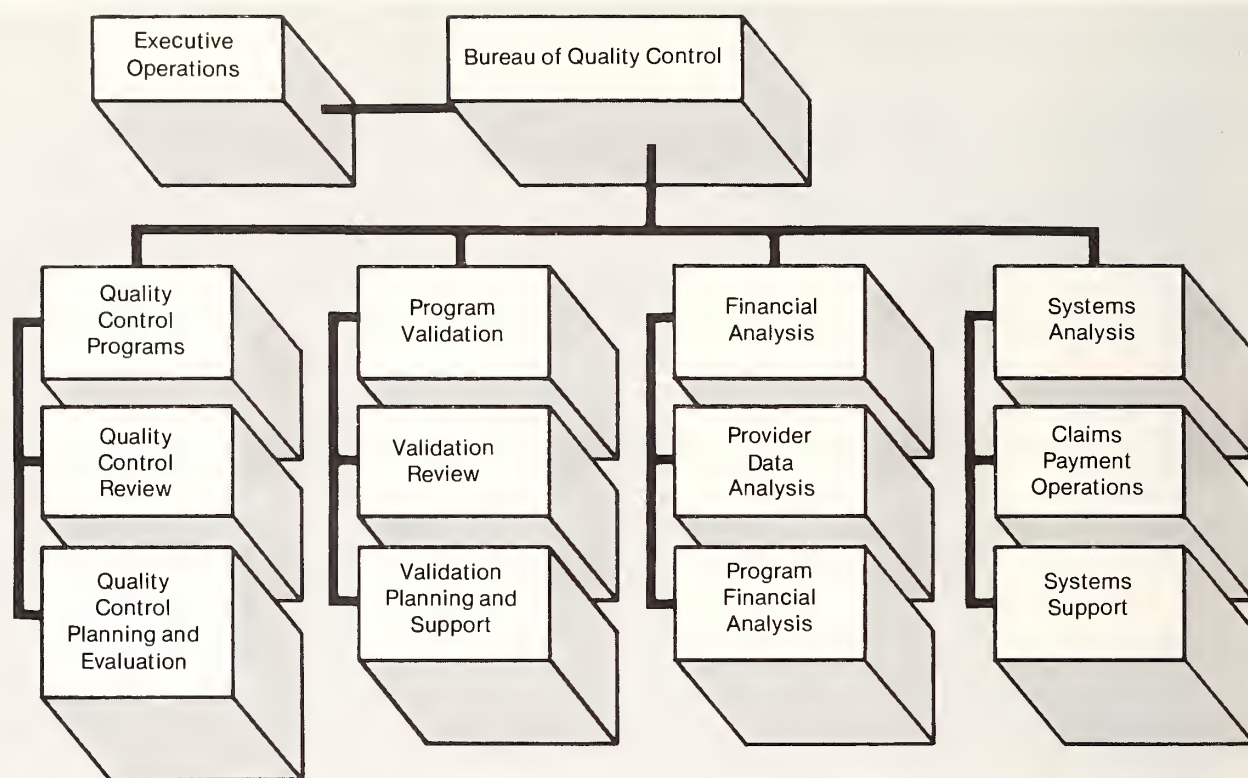 Executive
Operations
Bureau of Quality Control
Quality
Control
Programs
Quality
Control
Review
Quality
Control
Planning and
Evaluation
Program
Validation
Validation
Review
Validation
Planning and
Support
Financial
Analysis
Provider
Data
Analysis
Program
Financial
Analysis
Systems
Analysis
Claims
Payment
Operations
Systems
Support